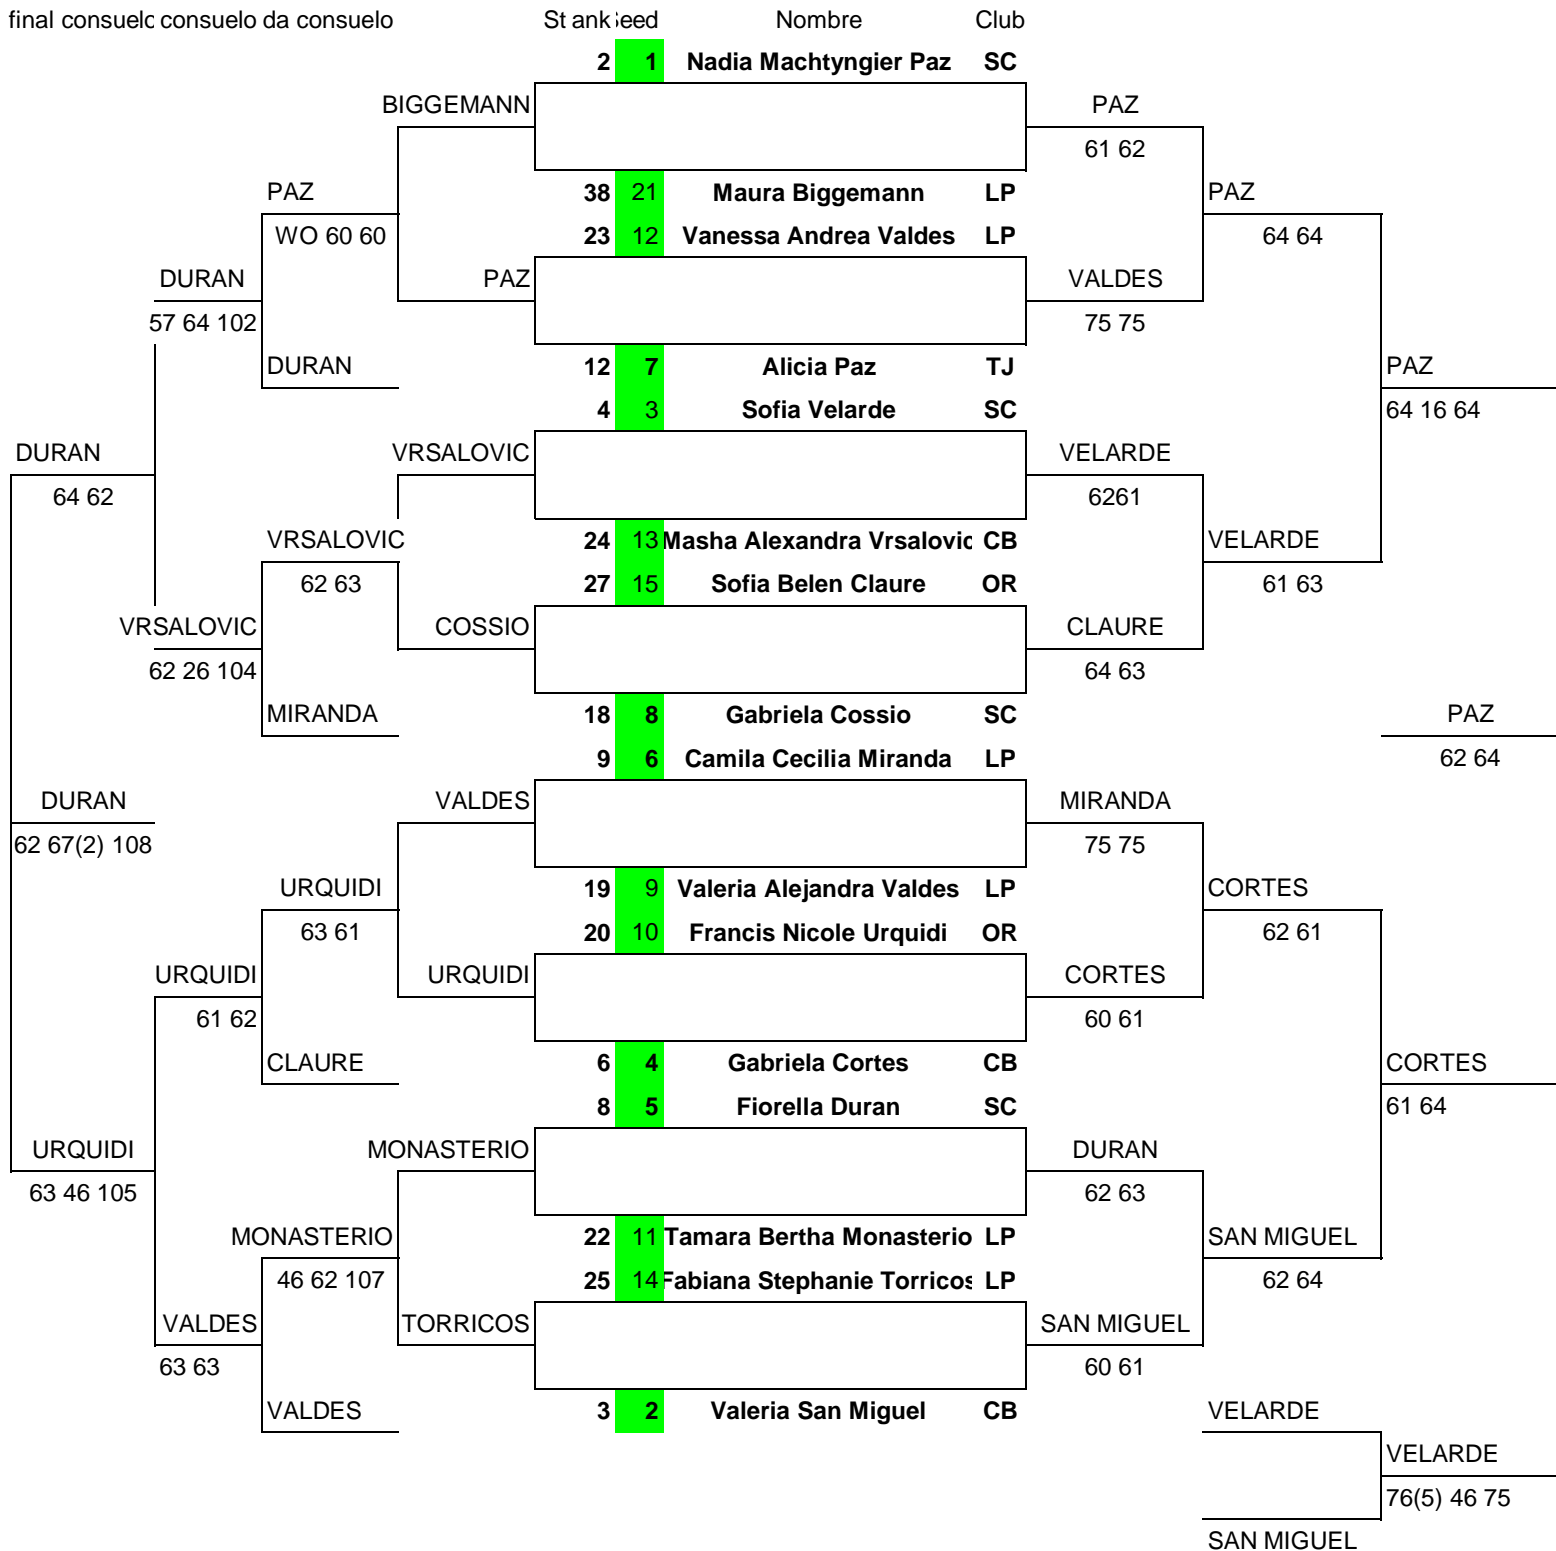 final consuelo consuelo da consuelo St ank Seed Nombre Club
2 1 Nadia Machtyngier Paz SC
BIGGEMANN PAZ
61 62
PAZ 38 21 Maura Biggemann LP PAZ
WO 60 60 23 12 Vanessa Andrea Valdes LP 64 64
DURAN PAZ VALDES
57 64 102 75 75
DURAN 12 7 Alicia Paz TJ PAZ
4 3 Sofia Velarde SC 64 16 64
DURAN VRSALOVIC VELARDE
64 62 6261
VRSALOVIC 24 13 Masha Alexandra Vrsalovic CB VELARDE
62 63 27 15 Sofia Belen Claure OR 61 63
VRSALOVIC COSSIO CLAURE
62 26 104 64 63
MIRANDA 18 8 Gabriela Cossio SC PAZ
9 6 Camila Cecilia Miranda LP 62 64
DURAN VALDES MIRANDA
62 67(2) 108 75 75
URQUIDI 19 9 Valeria Alejandra Valdes LP CORTES
63 61 20 10 Francis Nicole Urquidi OR 62 61
URQUIDI URQUIDI CORTES
61 62 60 61
CLAURE 6 4 Gabriela Cortes CB CORTES
8 5 Fiorella Duran SC 61 64
URQUIDI MONASTERIO DURAN
63 46 105 62 63
MONASTERIO 22 11 Tamara Bertha Monasterio LP SAN MIGUEL
46 62 107 25 14 Fabiana Stephanie Torricos LP 62 64
VALDES TORRICOS SAN MIGUEL
63 63 60 61
VALDES 3 2 Valeria San Miguel CB VELARDE
VELARDE
76(5) 46 75
SAN MIGUEL